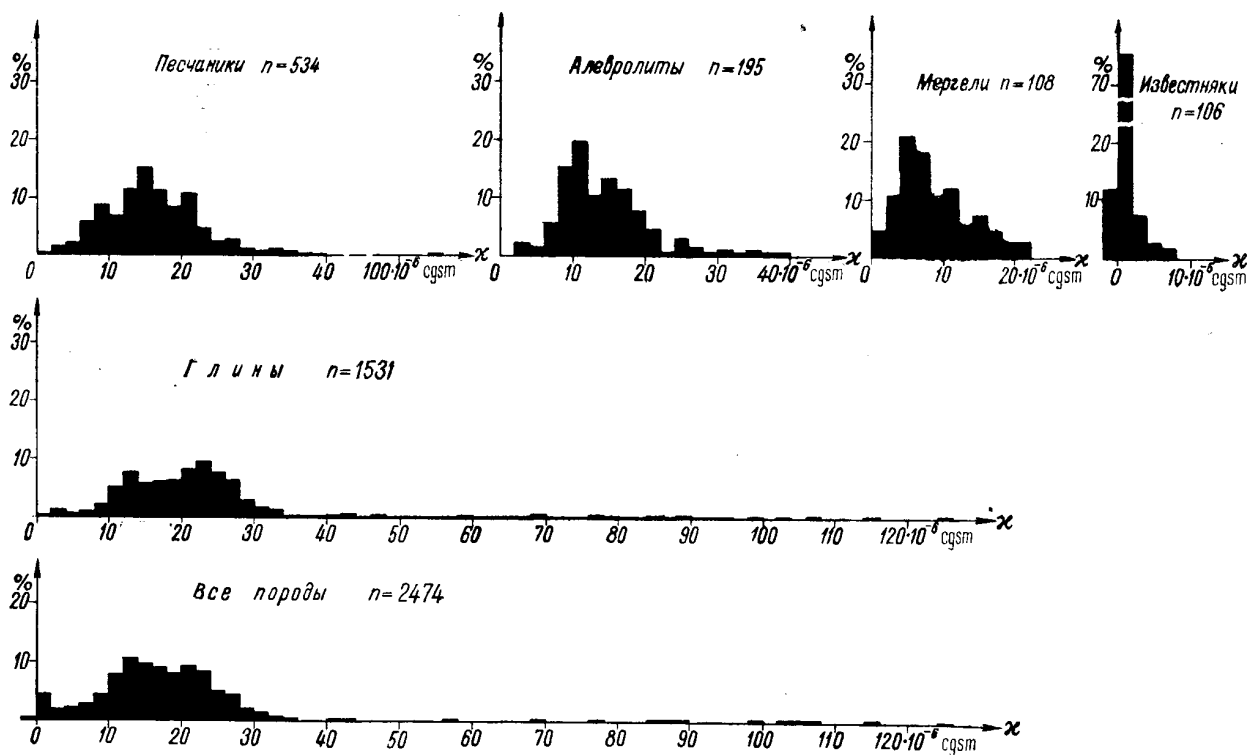 % Песчаники n=534
30
20
10
0 10 20 30 40 100·10⁻⁶ cgsm ϰ
Алевролиты n=195
30
20
10
0 10 20 30 40·10⁻⁶ cgsm ϰ
% Мергели n=108
30
20
10
0 10 20·10⁻⁶ cgsm ϰ
% Известняки
70 n=106
20
10
0 10·10⁻⁶ cgsm ϰ
%
30 Глины n=1531
20
10
0 10 20 30 40 50 60 70 80 90 100 110 120·10⁻⁶ cgsm ϰ
% Все породы n=2474
20
10
0 10 20 30 40 50 60 70 80 90 100 110 120·10⁻⁶ cgsm ϰ